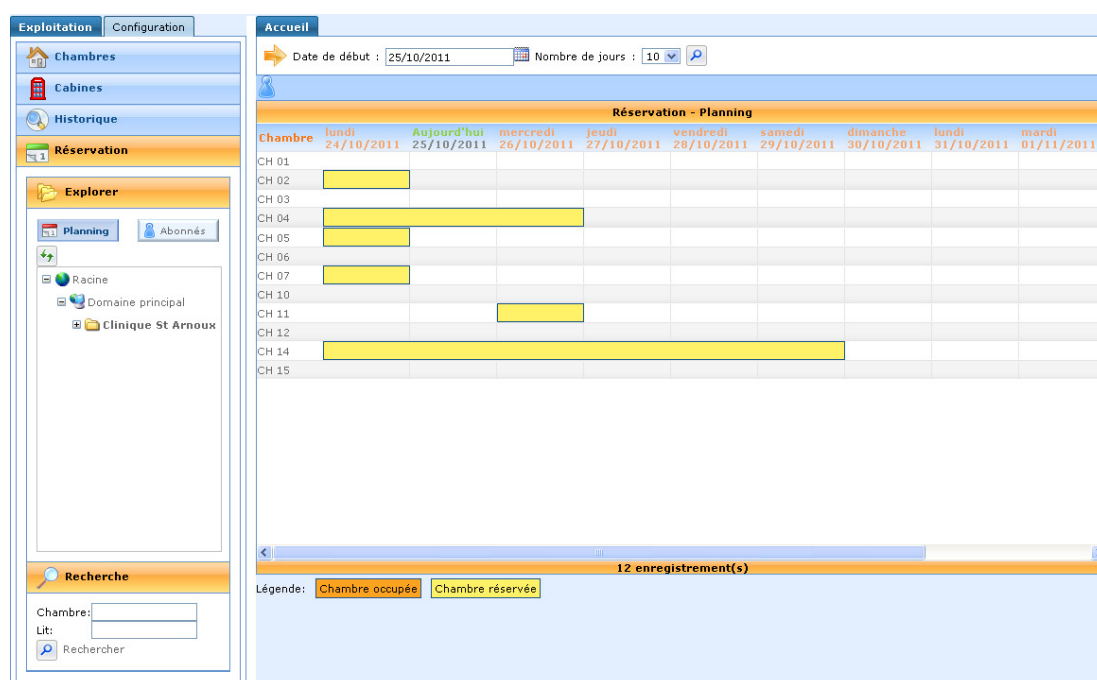 Exploitation Configuration
Chambres
Cabines
Historique
1 Réservation
Explorer
Planning Abonnés
Racine
Domaine principal
Clinique St Arnoux
Recherche
Chambre:
Lit:
Rechercher
Accueil
Date de début : 25/10/2011 Nombre de jours : 10
Réservation - Planning
Chambre lundi Aujourd'hui mercredi jeudi vendredi samedi dimanche lundi mardi
24/10/2011 25/10/2011 26/10/2011 27/10/2011 28/10/2011 29/10/2011 30/10/2011 31/10/2011 01/11/2011
CH 01
CH 02
CH 03
CH 04
CH 05
CH 06
CH 07
CH 10
CH 11
CH 12
CH 14
CH 15
12 enregistrement(s)
Légende: Chambre occupée Chambre réservée